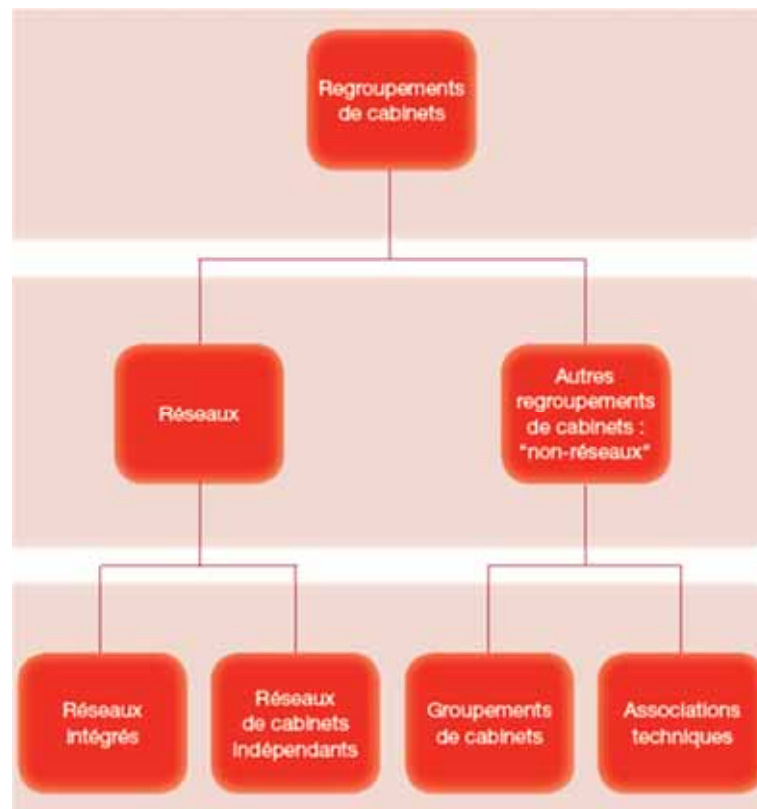 Regroupements
de cabinets
Réseaux
Autres
regroupements
de cabinets :
"non-réseaux"
Réseaux
intégrés
Réseaux
de cabinets
indépendants
Groupements
de cabinets
Associations
techniques